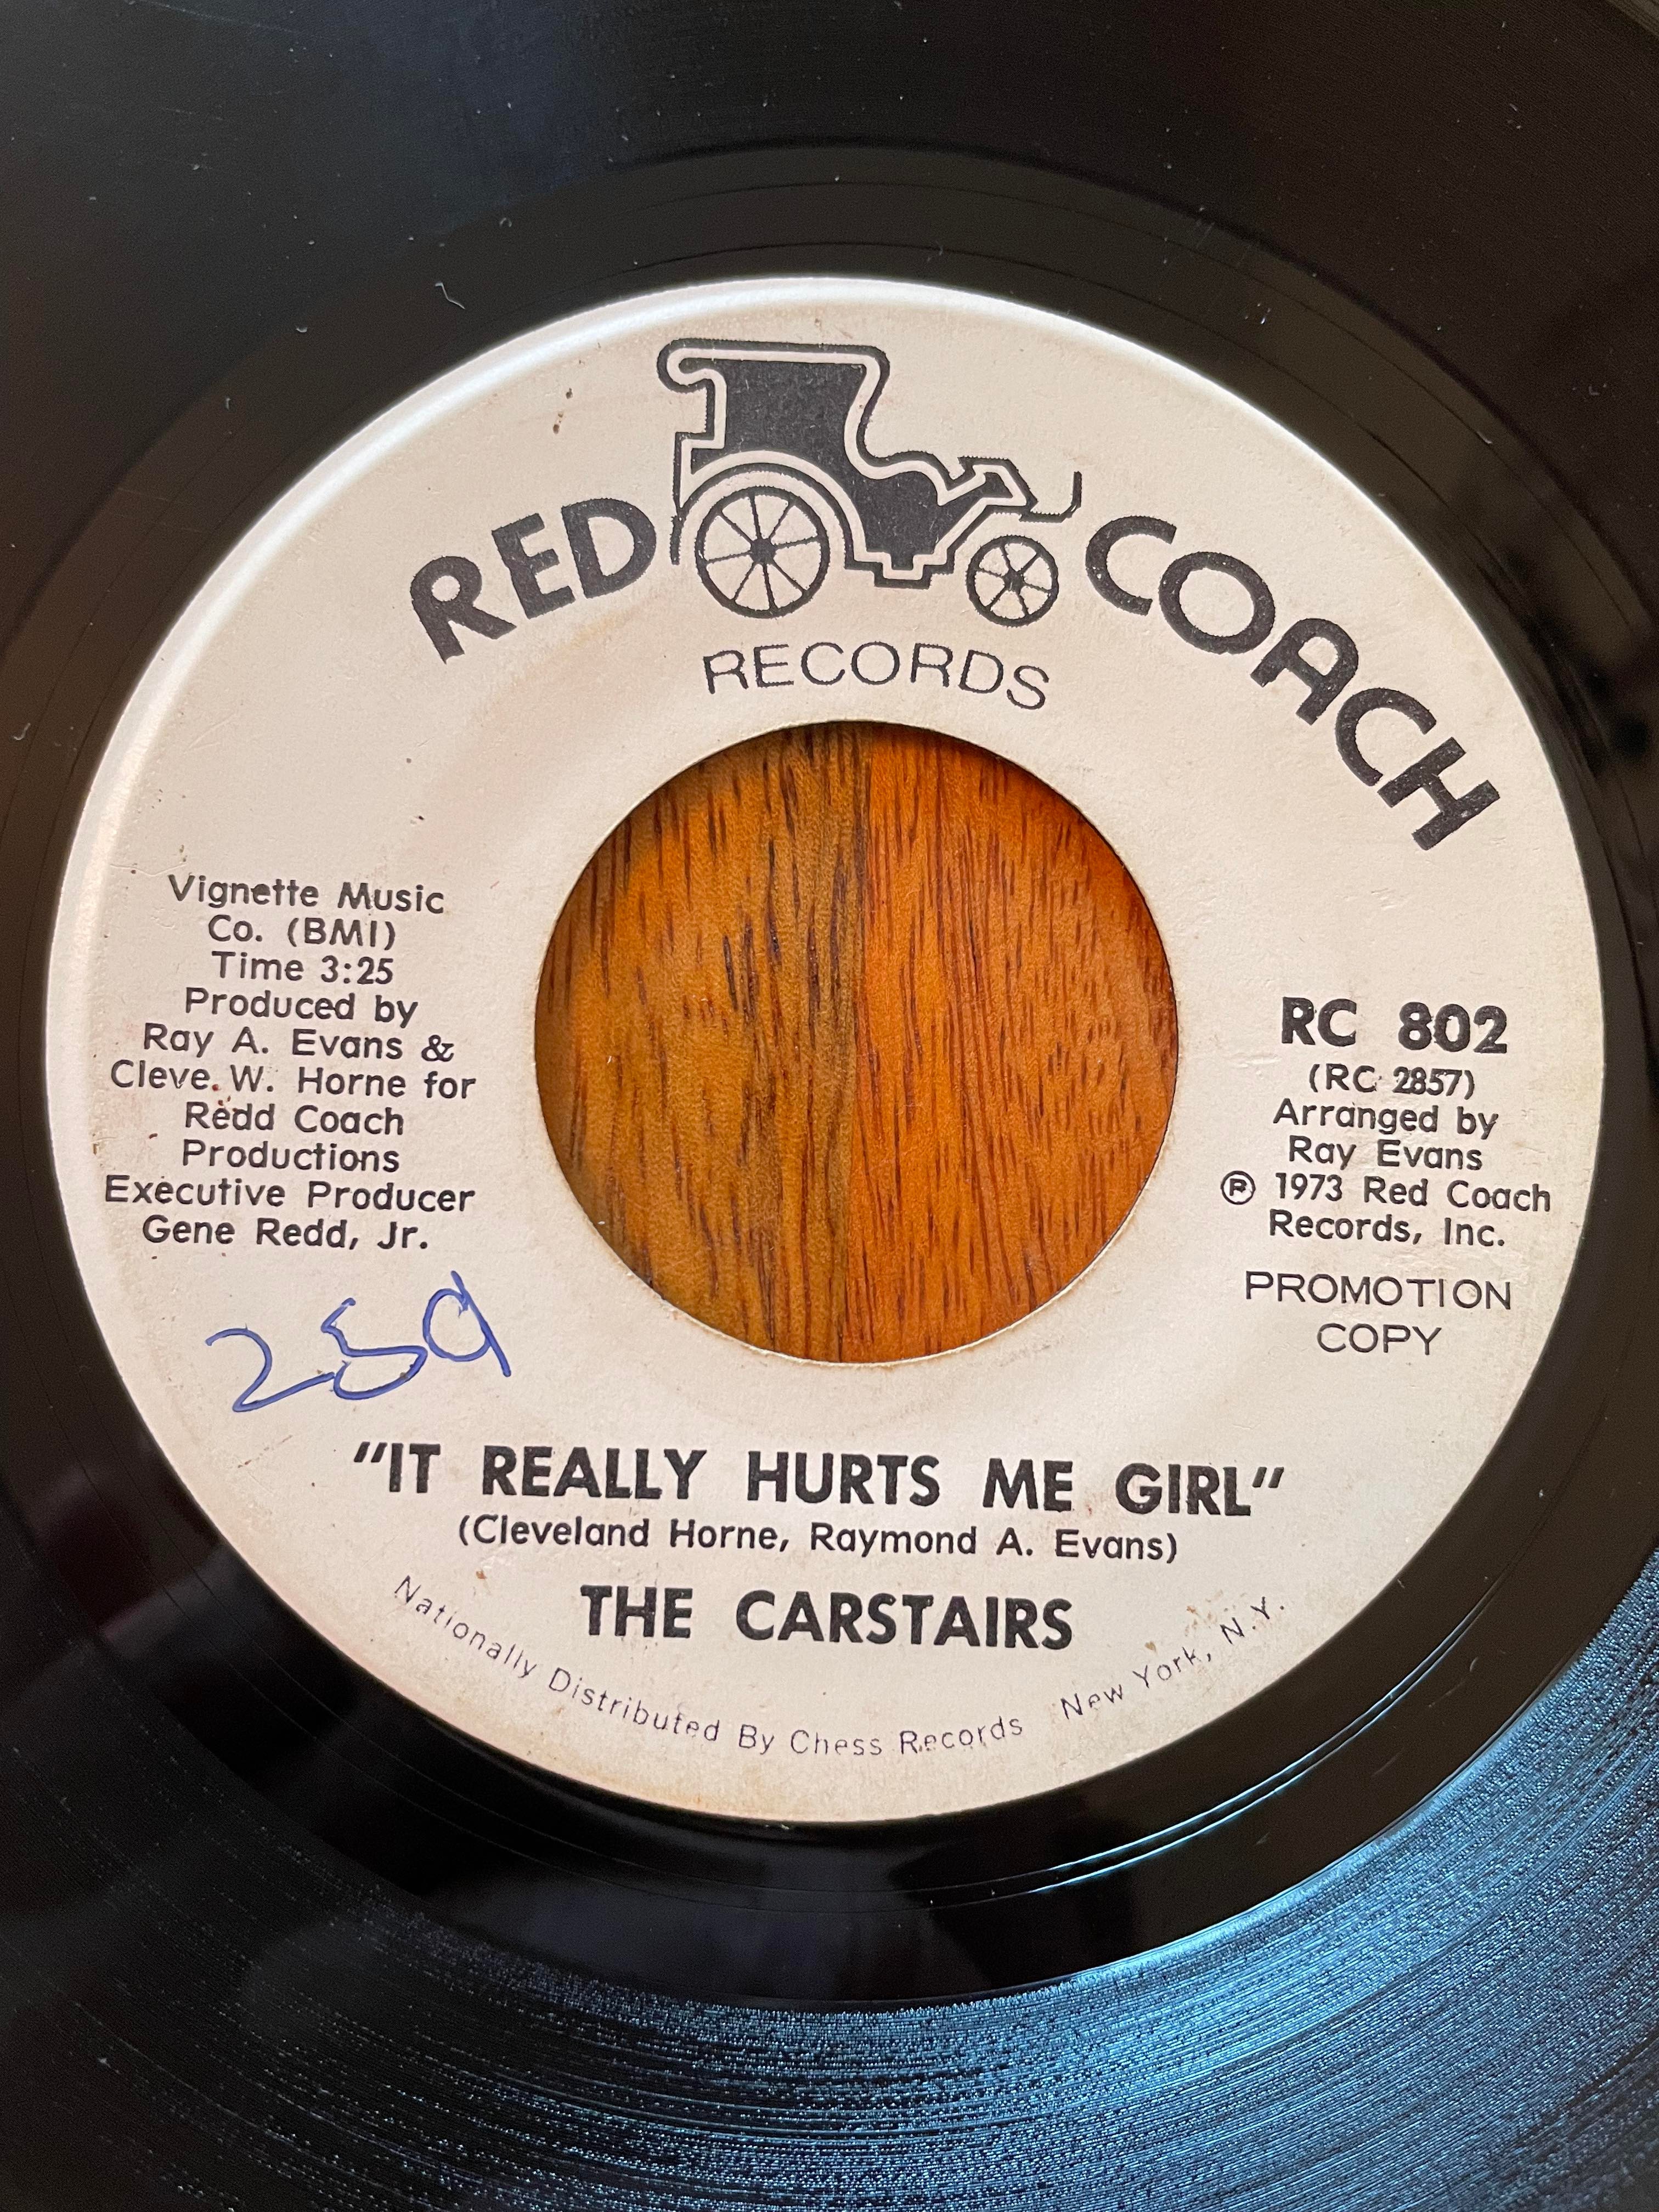 RED COACH
RECORDS
Vignette Music
Co. (BMI)
Time 3:25
Produced by
Ray A. Evans &
Cleve. W. Horne for
Redd Coach
Productions
Executive Producer
Gene Redd, Jr.
259
RC 802
(RC 2857)
Arranged by
Ray Evans
Ⓟ 1973 Red Coach
Records, Inc.
PROMOTION
COPY
"IT REALLY HURTS ME GIRL"
(Cleveland Horne, Raymond A. Evans)
THE CARSTAIRS
Nationally Distributed By Chess Records New York, N.Y.